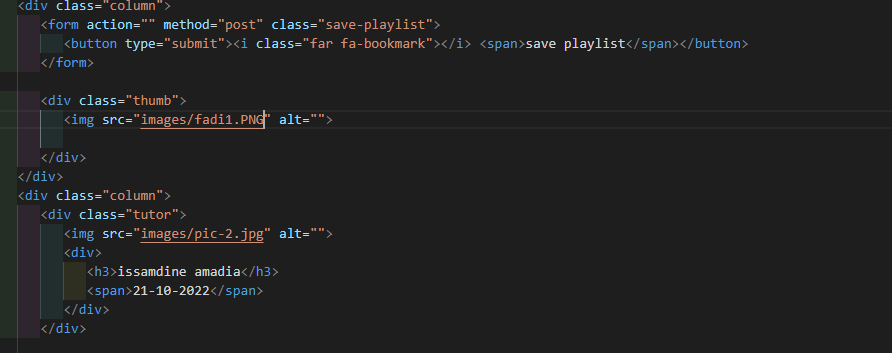 <div class="column">
<form action="" method="post" class="save-playlist">
<button type="submit"><i class="far fa-bookmark"></i> <span>save playlist</span></button>
</form>
<div class="thumb">
<img src="images/fadi1.PNG" alt="">
</div>
</div>
<div class="column">
<div class="tutor">
<img src="images/pic-2.jpg" alt="">
<div>
<h3>issamdine amadia</h3>
<span>21-10-2022</span>
</div>
</div>